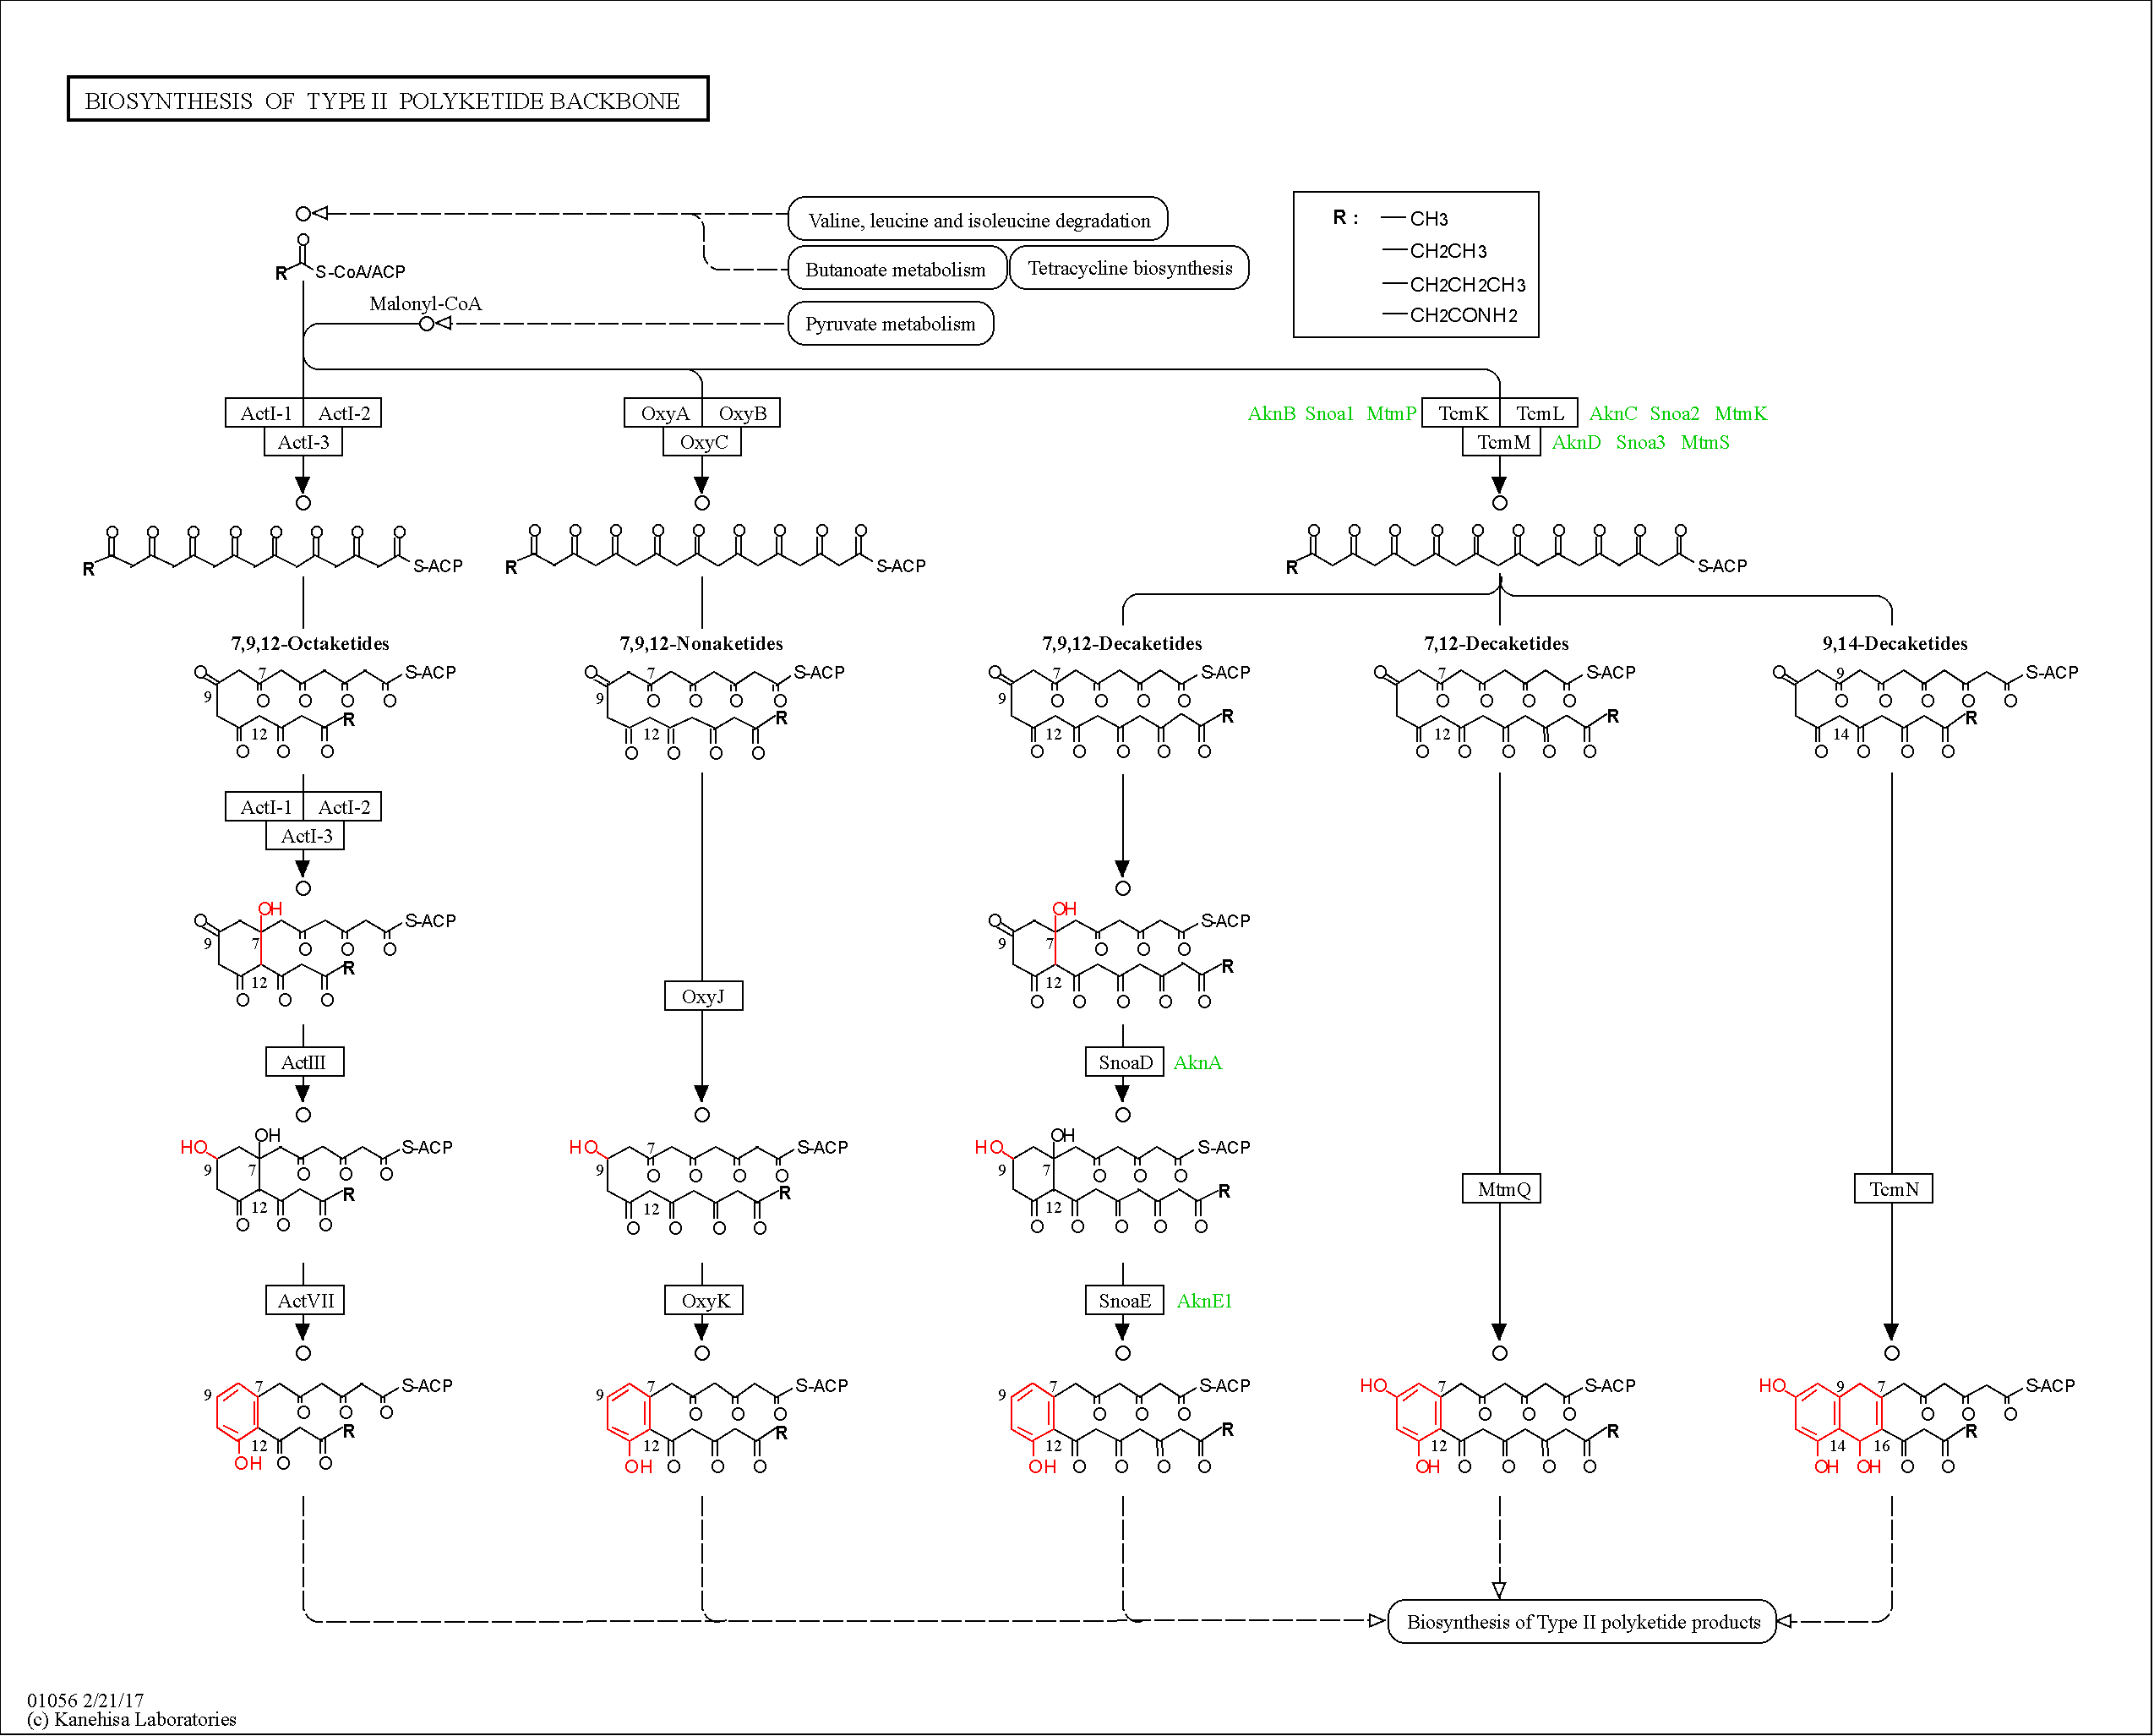 BIOSYNTHESIS OF TYPE II POLYKETIDE BACKBONE
Valine, leucine and isoleucine degradation
R : CH3
O
CH2CH3
R S-CoA/ACP
Butanoate metabolism Tetracycline biosynthesis
CH2CH2CH3
Malonyl-CoA
Pyruvate metabolism
CH2CONH2
ActI-1 ActI-2 OxyA OxyB AknB Snoa1 MtmP TcmK TcmL AknC Snoa2 MtmK
ActI-3 OxyC TcmM AknD Snoa3 MtmS
O O O O O O O O O O O O O O O O O O O O O O O O O O O
R S-ACP R S-ACP R S-ACP
7,9,12-Octaketides 7,9,12-Nonaketides 7,9,12-Decaketides 7,12-Decaketides 9,14-Decaketides
O 7 S-ACP O 7 S-ACP O 7 S-ACP O 7 S-ACP O 9 S-ACP
9 O O O O 9 O O O O 9 O O O O O O O O O O O O O
R R R R R
12 12 12 12 14
O O O O O O O O O O O O O O O O O O O O O
ActI-1 ActI-2
ActI-3
OH OH
O S-ACP O S-ACP
9 7 O O O 9 7 O O O
R R
12 12
O O O O O O O O
OxyJ
ActIII SnoaD AknA
OH OH
HO S-ACP HO 7 S-ACP HO S-ACP
9 7 O O O 9 O O O O 9 7 O O O
R R R
12 12 12
O O O O O O O O O O O O
MtmQ TcmN
ActVII OxyK SnoaE AknE1
9 7 S-ACP 9 7 S-ACP 9 7 S-ACP HO 7 S-ACP HO 9 7 S-ACP
O O O O O O O O O O O O O O O
R R R R R
12 12 12 12 14 16
OH O O OH O O O OH O O O O OH O O O O OH OH O O
Biosynthesis of Type II polyketide products
01056 2/21/17
(c) Kanehisa Laboratories